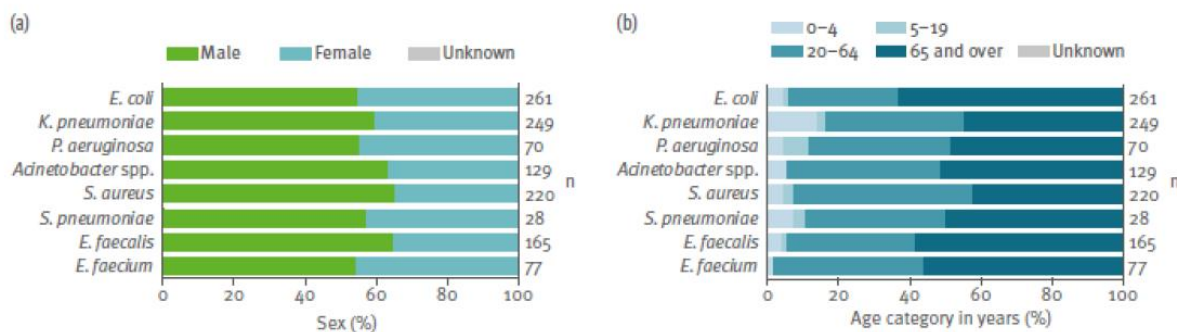 (a)
Male Female Unknown
E. coli 261
K. pneumoniae 249
P. aeruginosa 70
Acinetobacter spp. 129
n
S. aureus 220
S. pneumoniae 28
E. faecalis 165
E. faecium 77
0 20 40 60 80 100
Sex (%)
(b)
0–4 5–19
20–64 65 and over Unknown
E. coli 261
K. pneumoniae 249
P. aeruginosa 70
Acinetobacter spp. 129
n
S. aureus 220
S. pneumoniae 28
E. faecalis 165
E. faecium 77
0 20 40 60 80 100
Age category in years (%)